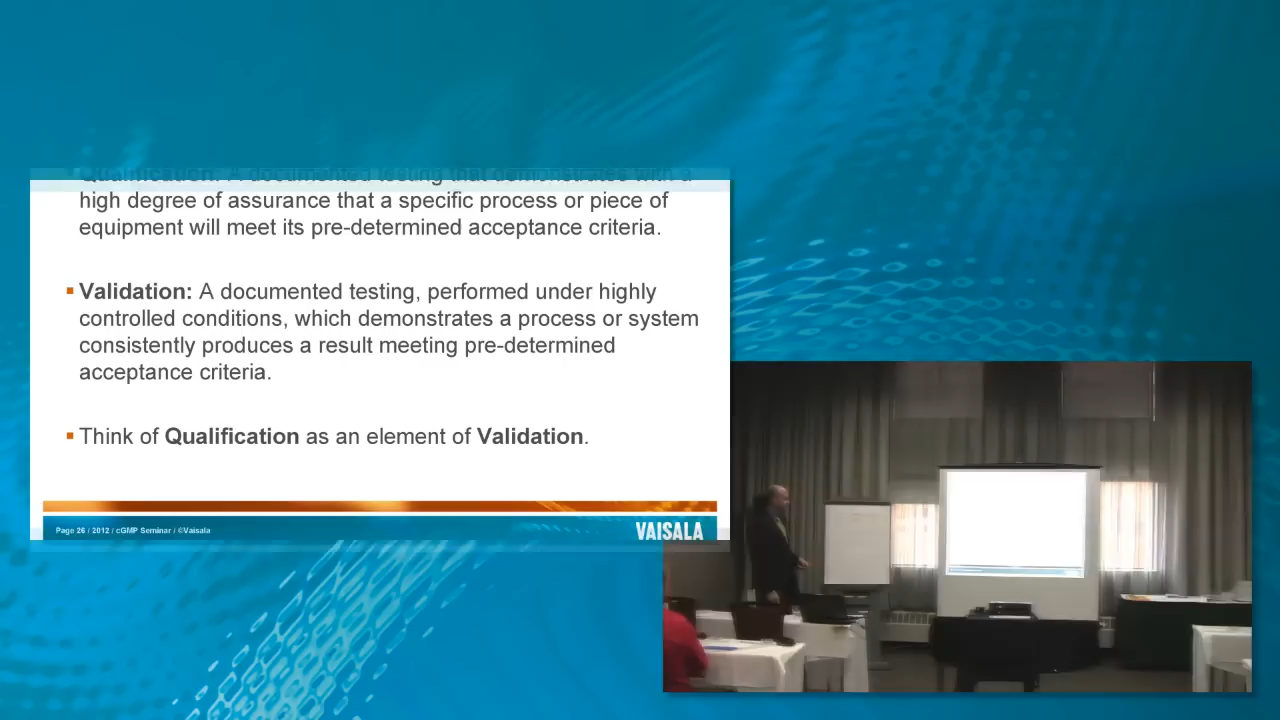 Qualification: A documented testing that demonstrates with a
high degree of assurance that a specific process or piece of
equipment will meet its pre-determined acceptance criteria.
▪ Validation: A documented testing, performed under highly
controlled conditions, which demonstrates a process or system
consistently produces a result meeting pre-determined
acceptance criteria.
▪ Think of Qualification as an element of Validation.
Page 26 / 2012 / cGMP Seminar / ©Vaisala
VAISALA